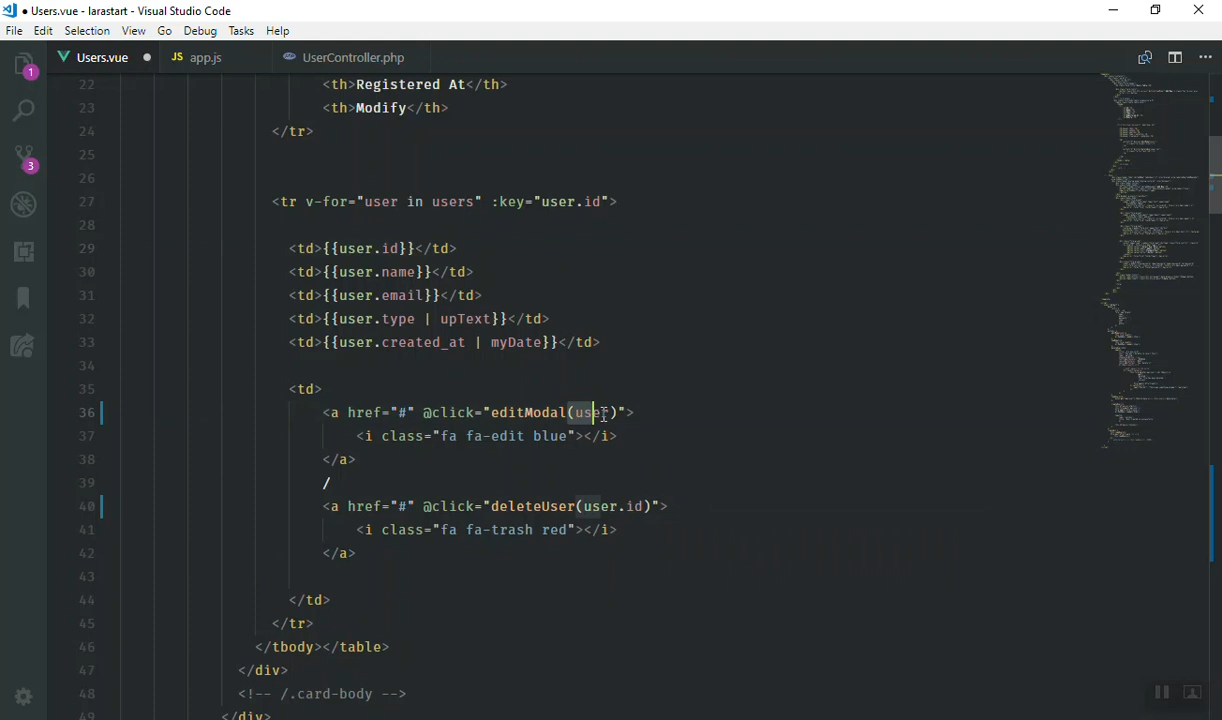 ● Users.vue - larastart - Visual Studio Code
File Edit Selection View Go Debug Tasks Help
Users.vue ● JS app.js UserController.php
1
3
22 <th>Registered At</th>
23 <th>Modify</th>
24 </tr>
25
26
27 <tr v-for="user in users" :key="user.id">
28
29 <td>{{user.id}}</td>
30 <td>{{user.name}}</td>
31 <td>{{user.email}}</td>
32 <td>{{user.type | upText}}</td>
33 <td>{{user.created_at | myDate}}</td>
34
35 <td>
36 <a href="#" @click="editModal(user)">
37 <i class="fa fa-edit blue"></i>
38 </a>
39 /
40 <a href="#" @click="deleteUser(user.id)">
41 <i class="fa fa-trash red"></i>
42 </a>
43
44 </td>
45 </tr>
46 </tbody></table>
47 </div>
48 <!-- /.card-body -->
49 </div>